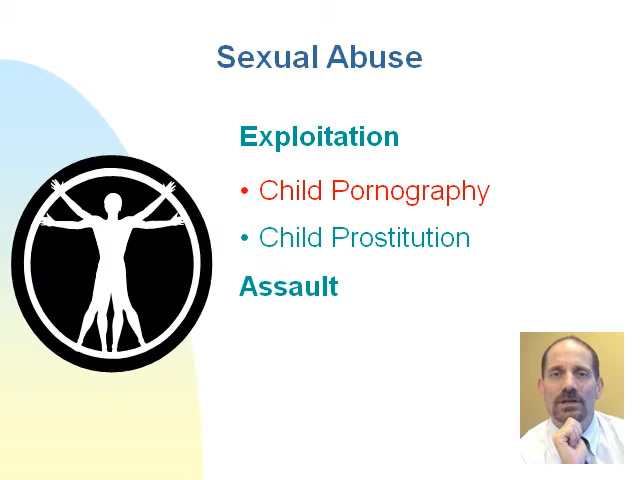 Sexual Abuse
Exploitation
• Child Pornography
• Child Prostitution
Assault